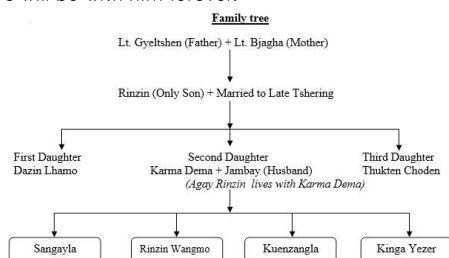 Family tree
Lt. Gyeltshen (Father) + Lt. Bjagha (Mother)
Rinzin (Only Son) + Married to Late Tshering
First Daughter
Dazin Lhamo
Second Daughter
Karma Dema + Jambay (Husband)
(Agay Rinzin lives with Karma Dema)
Third Daughter
Thukten Choden
Sangayla
Rinzin Wangmo
Kuenzangla
Kinga Yezer